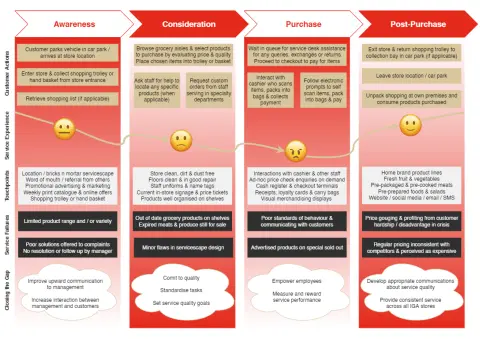 Awareness
Consideration
Purchase
Post-Purchase
Customer Actions
Customer parks vehicle in car park /
arrives at store location
Enter store & collect shopping trolley or
hand basket from store entrance
Retrieve shopping list (if applicable)
Browse grocery aisles & select products
to purchase by evaluating price & quality
Place chosen items into trolley or basket
Ask staff for help to
locate any specific
products (when
applicable)
Request custom
orders from staff
serving in specialty
departments
Wait in queue for service desk assistance
for any queries, exchanges or returns
Proceed to checkout to pay for items
Interact with
cashier who scans
items, packs into
bags & collects
payment
Follow electronic
prompts to self
scan items, pack
into bags & pay
Exit store & return shopping trolley to
collection bay in car park (if applicable)
Leave store location / car park
Unpack shopping at own premises and
consume products purchased
Service Experience
Touchpoints
Location / bricks n mortar servicescape
Word of mouth / referral from others
Promotional advertising & marketing
Weekly print catalogue & online offers
Shopping trolley or hand basket
Store clean, dirt & dust free
Floors clean & in good repair
Staff uniforms & name tags
Current in-store signage & price tickets
Products well organised on shelves
Interactions with cashier & other staff
Ad-hoc price check enquiries on demand
Cash register & checkout terminals
Receipts, loyalty cards & carry bags
Visual merchandising displays
Home brand product lines
Fresh fruit & vegetables
Pre-packaged & pre-cooked meats
Pre-prepared foods & salads
Website / social media / email / SMS
Service Failures
Limited product range and / or variety
Poor solutions offered to complaints
No resolution or follow up by manager
Out of date grocery products on shelves
Expired meats & produce still for sale
Minor flaws in servicescape design
Poor standards of behaviour &
communicating with customers
Advertised products on special sold out
Price gouging & profiting from customer
hardship / disadvantage in crisis
Regular pricing inconsistent with
competitors & perceived as expensive
Closing the Gap
Improve upward communication
to management
Increase interaction between
management and customers
Comit to quality
Standardise tasks
Set service quality goals
Empower employees
Measure and reward
service performance
Develop appropriate communications
about service quality
Provide consistent service
across all IGA stores